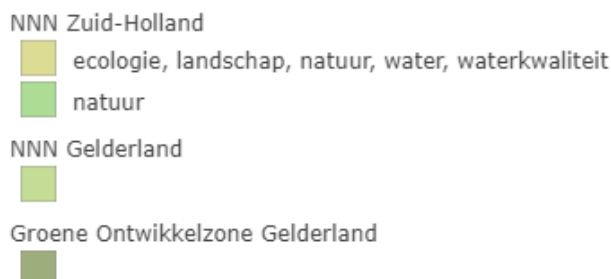 NNN Zuid-Holland
ecologie, landschap, natuur, water, waterkwaliteit
natuur
NNN Gelderland
Groene Ontwikkelzone Gelderland